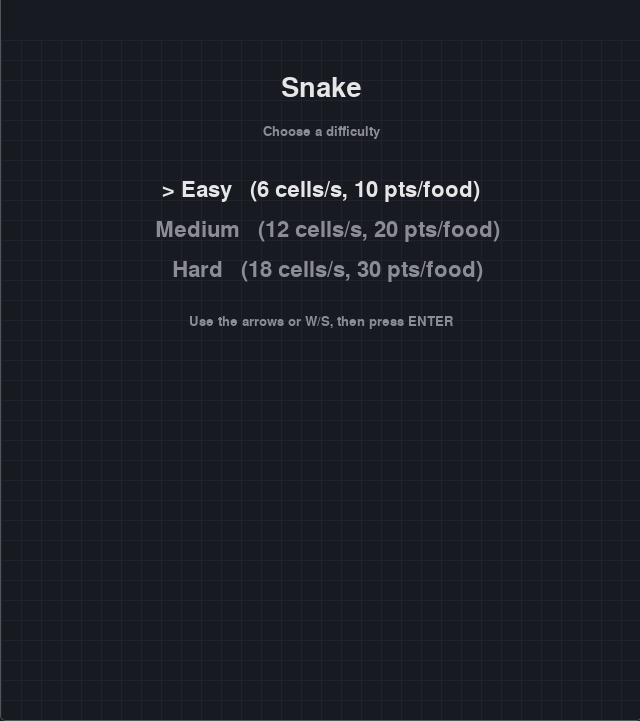 Snake
Choose a difficulty
> Easy (6 cells/s, 10 pts/food)
Medium (12 cells/s, 20 pts/food)
Hard (18 cells/s, 30 pts/food)
Use the arrows or W/S, then press ENTER